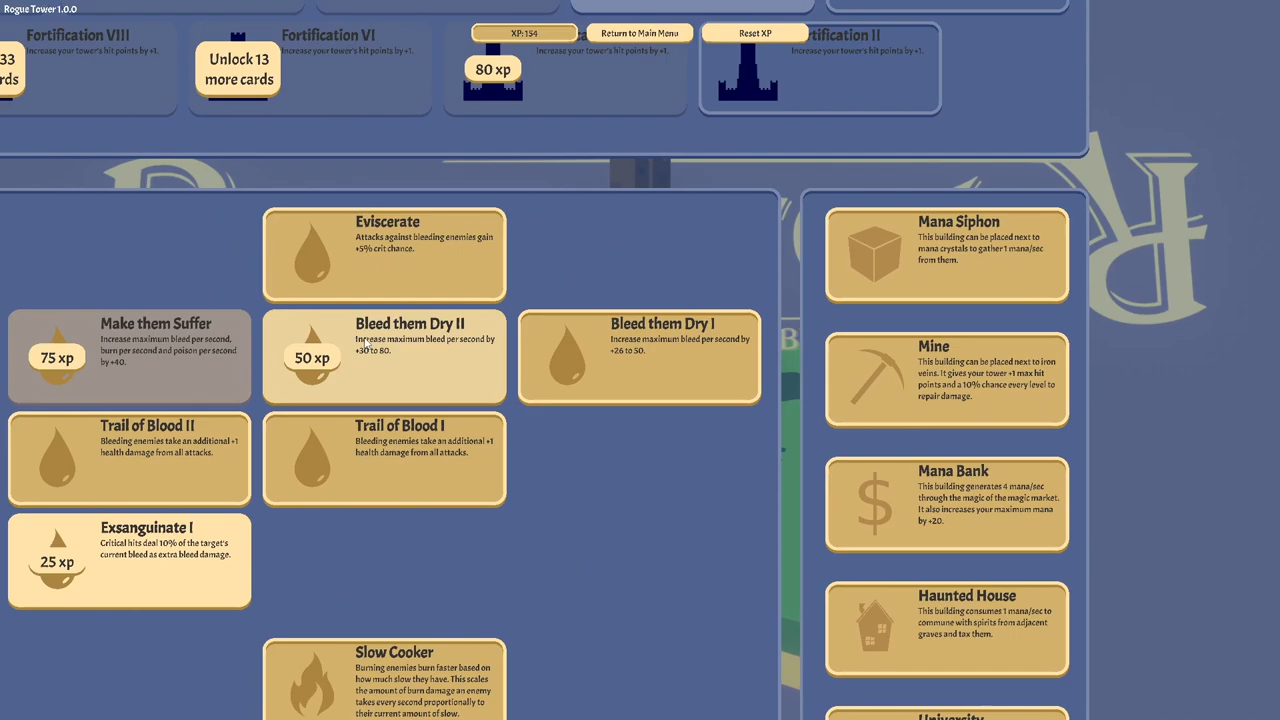 Rogue Tower 1.0.0
XP: 154
Return to Main Menu
Reset XP
33
rds
Fortification VIII
Increase your tower's hit points by +1.
Unlock 13
more cards
Fortification VI
Increase your tower's hit points by +1.
80 xp
Increase your tower's hit points by +1.
rtification II
Increase your tower's hit points by +1.
Eviscerate
Attacks against bleeding enemies gain
+5% crit chance.
Make them Suffer
Increase maximum bleed per second,
burn per second and poison per second
by +40.
75 xp
Bleed them Dry II
Increase maximum bleed per second by
+30 to 80.
50 xp
Bleed them Dry I
Increase maximum bleed per second by
+26 to 50.
Trail of Blood II
Bleeding enemies take an additional +1
health damage from all attacks.
Trail of Blood I
Bleeding enemies take an additional +1
health damage from all attacks.
Exsanguinate I
Critical hits deal 10% of the target's
current bleed as extra bleed damage.
25 xp
Slow Cooker
Burning enemies burn faster based on
how much slow they have. This scales
the amount of burn damage an enemy
takes every second proportionally to
their current amount of slow.
Mana Siphon
This building can be placed next to
mana crystals to gather 1 mana/sec
from them.
Mine
This building can be placed next to iron
veins. It gives your tower +1 max hit
points and a 10% chance every level to
repair damage.
Mana Bank
This building generates 4 mana/sec
through the magic of the magic market.
It also increases your maximum mana
by +20.
$
Haunted House
This building consumes 1 mana/sec to
commune with spirits from adjacent
graves and tax them.
University